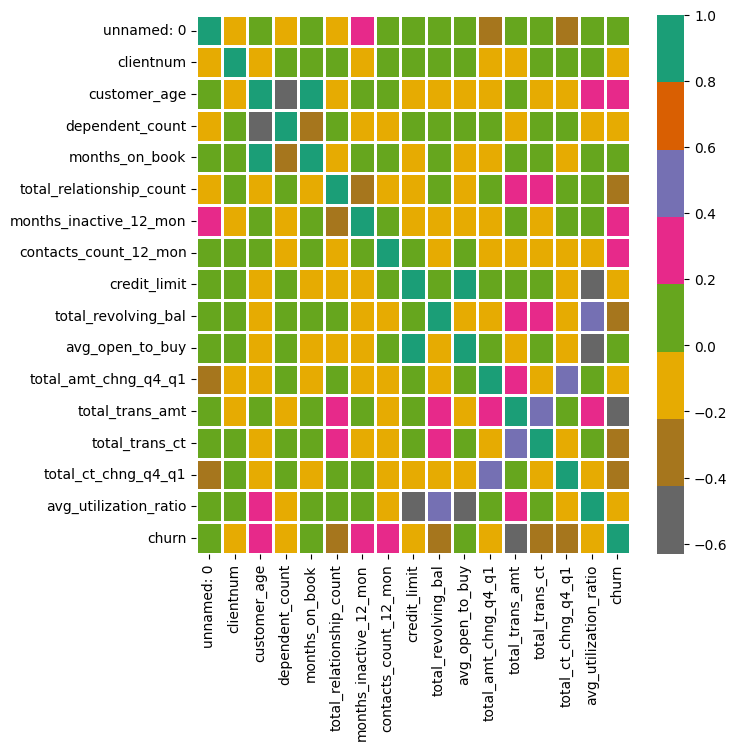 unnamed: 0
clientnum
customer_age
dependent_count
months_on_book
total_relationship_count
months_inactive_12_mon
contacts_count_12_mon
credit_limit
total_revolving_bal
avg_open_to_buy
total_amt_chng_q4_q1
total_trans_amt
total_trans_ct
total_ct_chng_q4_q1
avg_utilization_ratio
churn
unnamed: 0
clientnum
customer_age
dependent_count
months_on_book
total_relationship_count
months_inactive_12_mon
contacts_count_12_mon
credit_limit
total_revolving_bal
avg_open_to_buy
total_amt_chng_q4_q1
total_trans_amt
total_trans_ct
total_ct_chng_q4_q1
avg_utilization_ratio
churn
1.0
0.8
0.6
0.4
0.2
0.0
−0.2
−0.4
−0.6